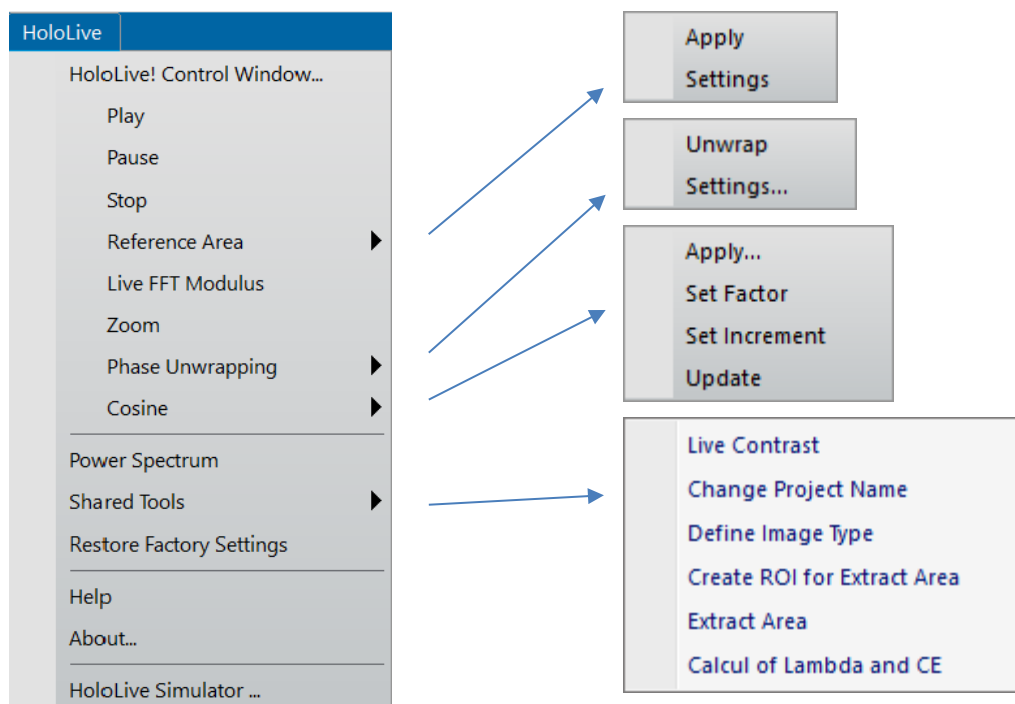 HoloLive
HoloLive! Control Window...
Play
Pause
Stop
Reference Area
Live FFT Modulus
Zoom
Phase Unwrapping
Cosine
Power Spectrum
Shared Tools
Restore Factory Settings
Help
About...
HoloLive Simulator ...
Apply
Settings
Unwrap
Settings...
Apply...
Set Factor
Set Increment
Update
Live Contrast
Change Project Name
Define Image Type
Create ROI for Extract Area
Extract Area
Calcul of Lambda and CE